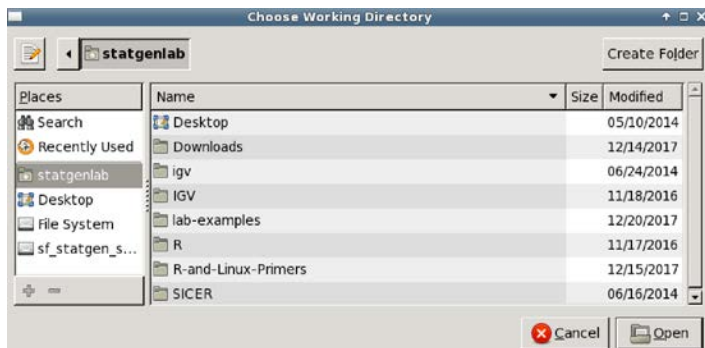 Choose Working Directory
statgenlab
Create Folder
Places
Search
Recently Used
statgenlab
Desktop
File System
sf_statgen_s...
Name Size Modified
Desktop 05/10/2014
Downloads 12/14/2017
igv 06/24/2014
IGV 11/18/2016
lab-examples 12/20/2017
R 11/17/2016
R-and-Linux-Primers 12/15/2017
SICER 06/16/2014
Cancel Open